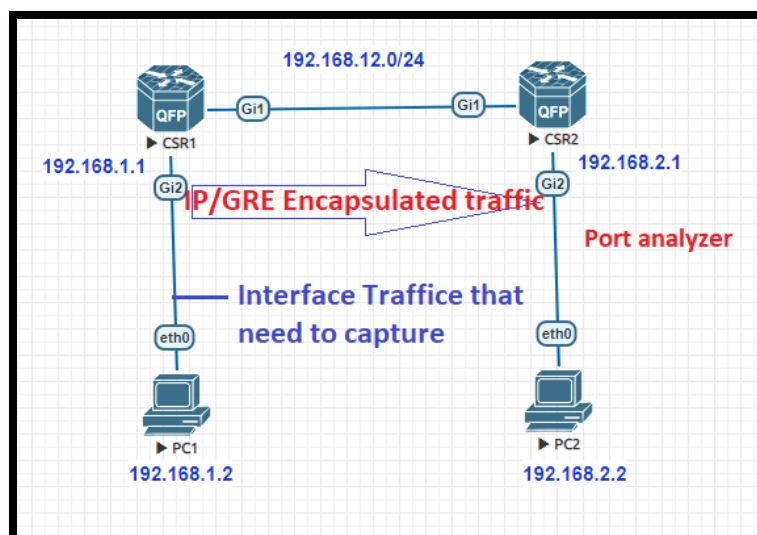 192.168.12.0/24
QFP
Gi1
Gi1
QFP
CSR1
CSR2
192.168.1.1
192.168.2.1
Gi2
Gi2
IP/GRE Encapsulated traffic
Port analyzer
Interface Traffice that
need to capture
eth0
eth0
PC1
PC2
192.168.1.2
192.168.2.2